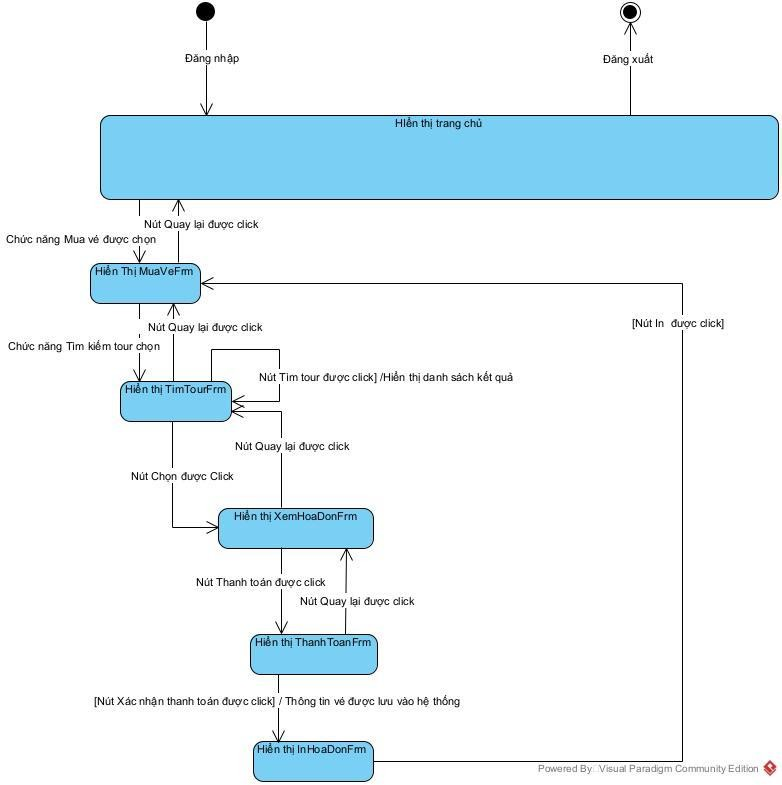 Đăng nhập
Đăng xuất
HIển thị trang chủ
Nút Quay lại được click
Chức năng Mua vé được chọn
Hiển Thị MuaVeFrm
[Nút In được click]
Nút Quay lại được click
Chức năng Tìm kiếm tour chọn
Nút Tìm tour được click] /Hiển thị danh sách kết quả
Hiển thị TimTourFrm
Nút Quay lại được click
Nút Chọn được Click
Hiển thị XemHoaDonFrm
Nút Thanh toán được click
Nút Quay lại được click
Hiển thị ThanhToanFrm
[Nút Xác nhận thanh toán được click] / Thông tin vé được lưu vào hệ thống
Hiển thị InHoaDonFrm
Powered By Visual Paradigm Community Edition